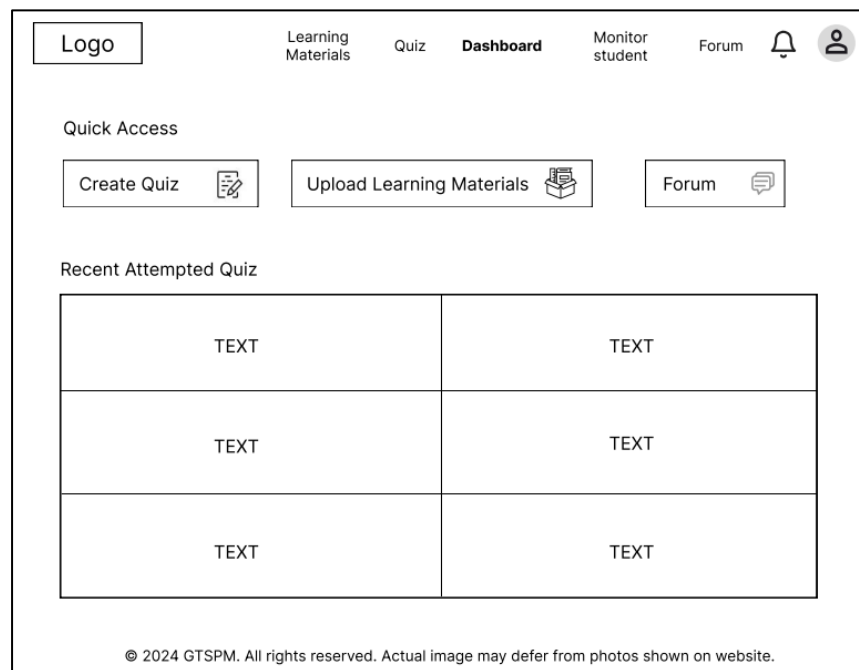 Logo
Learning
Materials
Quiz
Dashboard
Monitor
student
Forum
Quick Access
Create Quiz
Upload Learning Materials
Forum
Recent Attempted Quiz
TEXT
TEXT
TEXT
TEXT
TEXT
TEXT
© 2024 GTSPM. All rights reserved. Actual image may defer from photos shown on website.